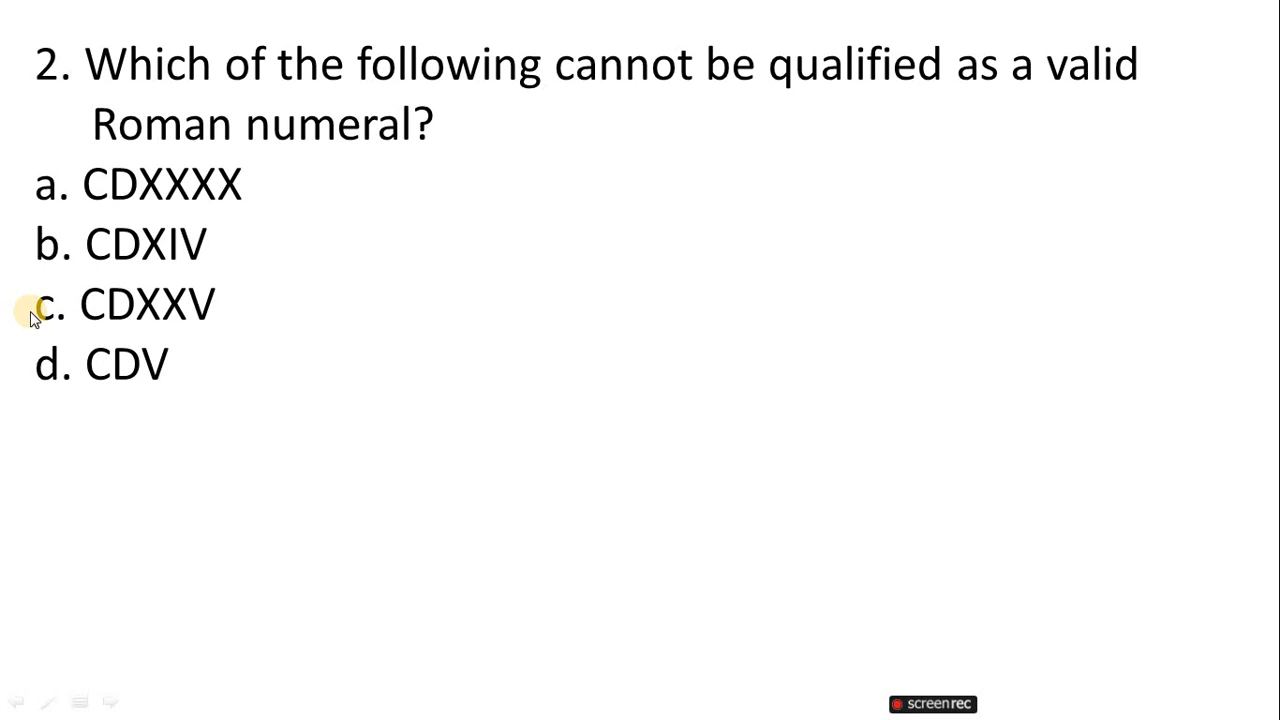 2. Which of the following cannot be qualified as a valid
Roman numeral?
a. CDXXXX
b. CDXIV
c. CDXXV
d. CDV
screenrec